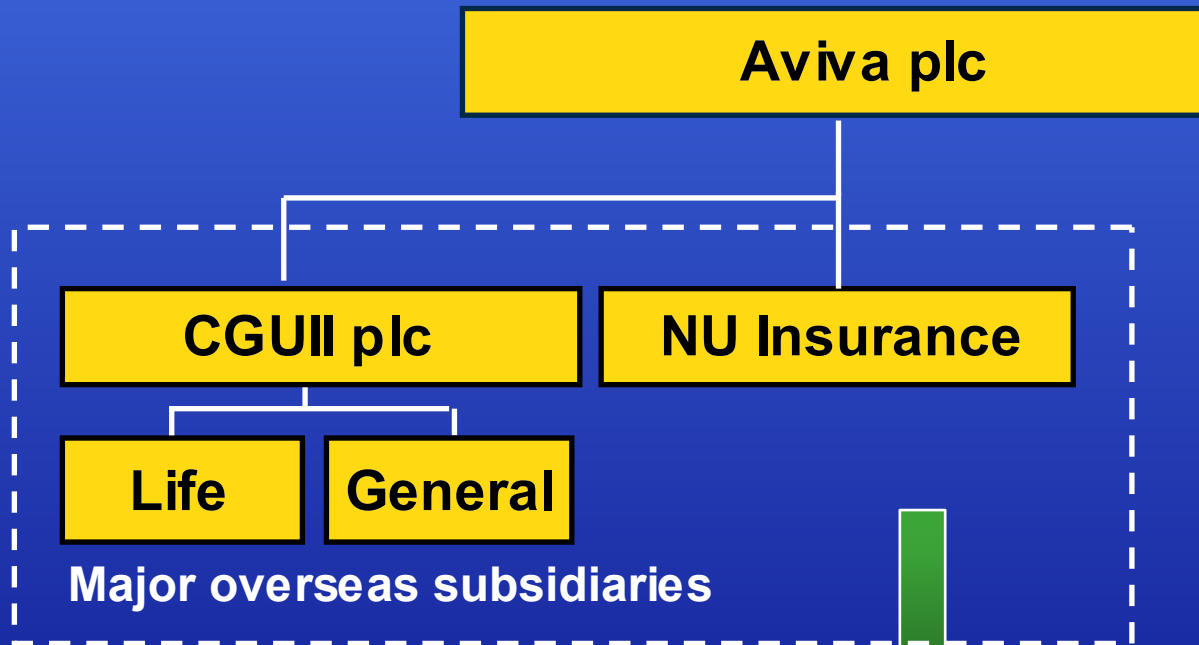 Aviva plc
CGUII plc
NU Insurance
Life
General
Major overseas subsidiaries